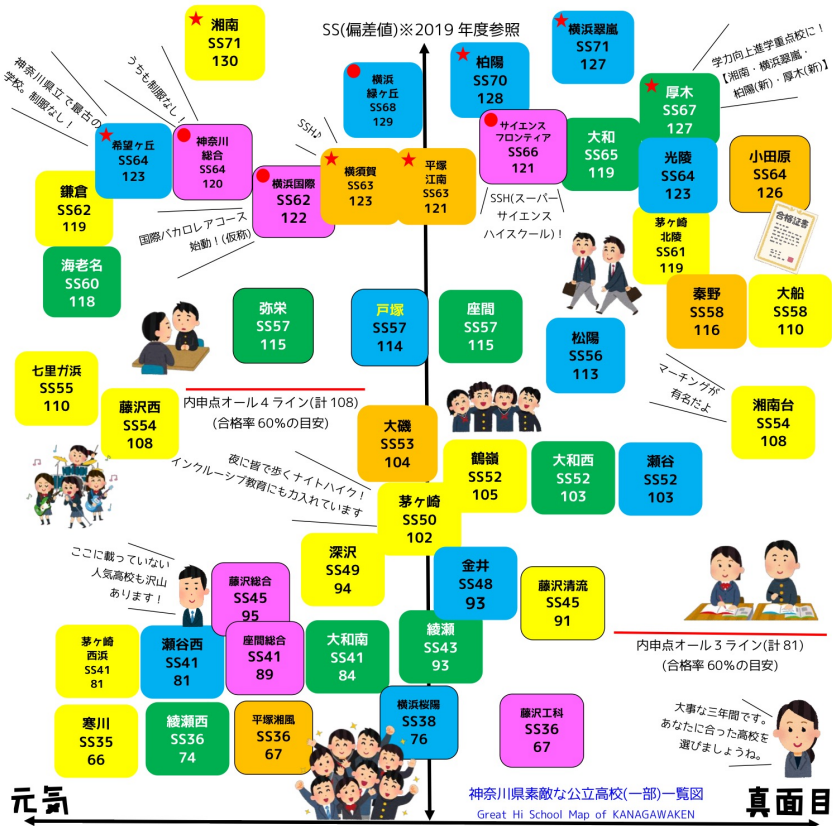 SS(偏差値)※2019年度参照
湘南
SS71
130
横浜翠嵐
SS71
127
柏陽
SS70
128
学力向上進学重点校に!
【湘南・横浜翠嵐・
柏陽(新)・厚木(新)】
横浜
緑ヶ丘
SS68
129
厚木
SS67
127
神奈川県立で最古の
学校。制服なし!
うちも制服なし!
希望ヶ丘
SS64
123
神奈川
総合
SS64
120
SSH♪
サイエンス
フロンティア
SS66
121
大和
SS65
119
光陵
SS64
123
小田原
SS64
126
横浜国際
SS62
122
横須賀
SS63
123
平塚
江南
SS63
121
鎌倉
SS62
119
国際バカロレアコース
始動!(仮称)
SSH(スーパー
サイエンス
ハイスクール)!
茅ヶ崎
北陵
SS61
119
合格証書
海老名
SS60
118
弥栄
SS57
115
戸塚
SS57
114
座間
SS57
115
秦野
SS58
116
大船
SS58
110
松陽
SS56
113
七里ガ浜
SS55
110
藤沢西
SS54
108
内申点オール4ライン(計108)
(合格率60%の目安)
マーチングが
有名だよ
湘南台
SS54
108
大磯
SS53
104
鶴嶺
SS52
105
大和西
SS52
103
瀬谷
SS52
103
夜に皆で歩くナイトハイク!
インクルーシブ教育にも力入れています
茅ヶ崎
SS50
102
深沢
SS49
94
金井
SS48
93
ここに載っていない
人気高校も沢山
あります!
藤沢総合
SS45
95
藤沢清流
SS45
91
綾瀬
SS43
93
茅ヶ崎
西浜
SS41
81
瀬谷西
SS41
81
座間総合
SS41
89
大和南
SS41
84
内申点オール3ライン(計81)
(合格率60%の目安)
寒川
SS35
66
綾瀬西
SS36
74
平塚湘風
SS36
67
横浜桜陽
SS38
76
藤沢工科
SS36
67
大事な三年間です。
あなたに合った高校を
選びましょうね。
元気
真面目
神奈川県素敵な公立高校(一部)一覧図
Great Hi School Map of KANAGAWAKEN